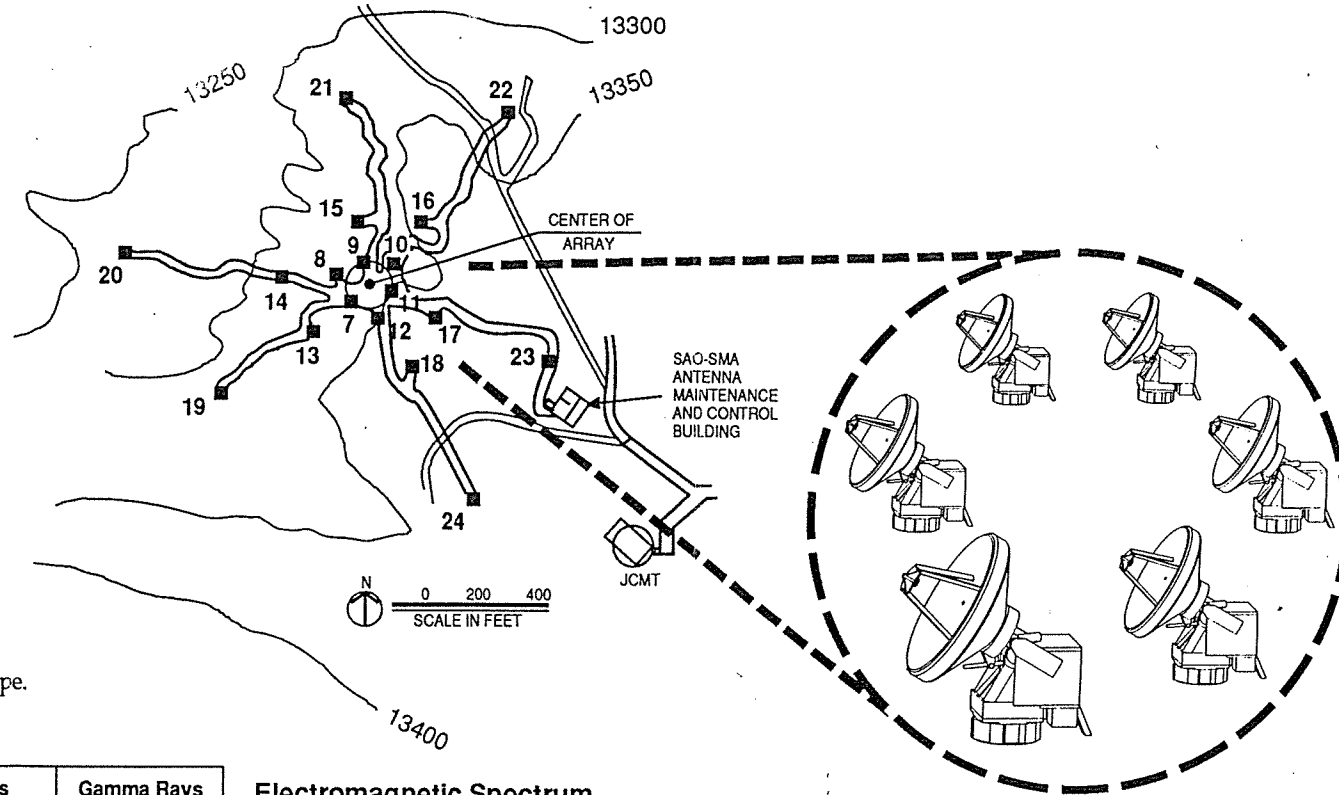 13300
13250
13350
21
22
15
16
CENTER OF
ARRAY
9
10
8
20
14
7
11
12
17
13
23
18
19
SAO-SMA
ANTENNA
MAINTENANCE
AND CONTROL
BUILDING
24
JCMT
N
0 200 400
SCALE IN FEET
pe.
13400
s
Gamma Rays
Electromagnetic Spectrum